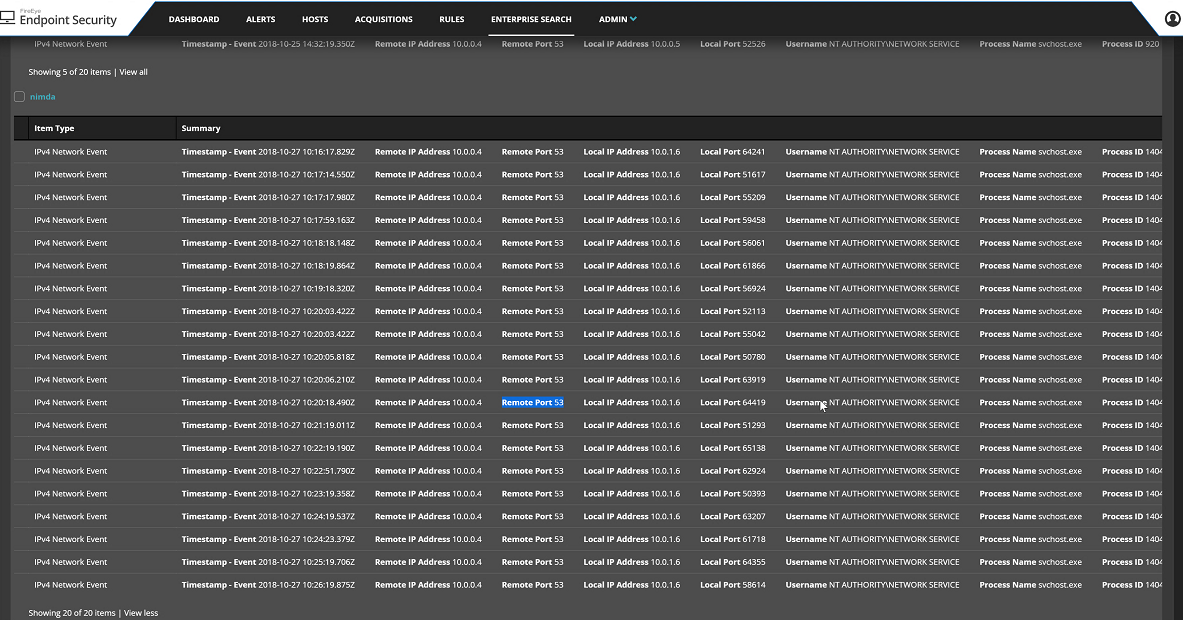 FireEye
Endpoint Security
DASHBOARD ALERTS HOSTS ACQUISITIONS RULES ENTERPRISE SEARCH ADMIN
IPv4 Network Event Timestamp - Event 2018-10-25 14:32:19.350Z Remote IP Address 10.0.0.4 Remote Port 53 Local IP Address 10.0.0.5 Local Port 52526 Username NT AUTHORITY\NETWORK SERVICE Process Name svchost.exe Process ID 920
Showing 5 of 20 items | View all
nimda
Item Type Summary
IPv4 Network Event Timestamp - Event 2018-10-27 10:16:17.829Z Remote IP Address 10.0.0.4 Remote Port 53 Local IP Address 10.0.1.6 Local Port 64241 Username NT AUTHORITY\NETWORK SERVICE Process Name svchost.exe Process ID 1404
IPv4 Network Event Timestamp - Event 2018-10-27 10:17:14.550Z Remote IP Address 10.0.0.4 Remote Port 53 Local IP Address 10.0.1.6 Local Port 51617 Username NT AUTHORITY\NETWORK SERVICE Process Name svchost.exe Process ID 1404
IPv4 Network Event Timestamp - Event 2018-10-27 10:17:17.980Z Remote IP Address 10.0.0.4 Remote Port 53 Local IP Address 10.0.1.6 Local Port 55209 Username NT AUTHORITY\NETWORK SERVICE Process Name svchost.exe Process ID 1404
IPv4 Network Event Timestamp - Event 2018-10-27 10:17:59.163Z Remote IP Address 10.0.0.4 Remote Port 53 Local IP Address 10.0.1.6 Local Port 59458 Username NT AUTHORITY\NETWORK SERVICE Process Name svchost.exe Process ID 1404
IPv4 Network Event Timestamp - Event 2018-10-27 10:18:18.148Z Remote IP Address 10.0.0.4 Remote Port 53 Local IP Address 10.0.1.6 Local Port 56061 Username NT AUTHORITY\NETWORK SERVICE Process Name svchost.exe Process ID 1404
IPv4 Network Event Timestamp - Event 2018-10-27 10:18:19.864Z Remote IP Address 10.0.0.4 Remote Port 53 Local IP Address 10.0.1.6 Local Port 61866 Username NT AUTHORITY\NETWORK SERVICE Process Name svchost.exe Process ID 1404
IPv4 Network Event Timestamp - Event 2018-10-27 10:19:18.320Z Remote IP Address 10.0.0.4 Remote Port 53 Local IP Address 10.0.1.6 Local Port 56924 Username NT AUTHORITY\NETWORK SERVICE Process Name svchost.exe Process ID 1404
IPv4 Network Event Timestamp - Event 2018-10-27 10:20:03.422Z Remote IP Address 10.0.0.4 Remote Port 53 Local IP Address 10.0.1.6 Local Port 52113 Username NT AUTHORITY\NETWORK SERVICE Process Name svchost.exe Process ID 1404
IPv4 Network Event Timestamp - Event 2018-10-27 10:20:03.422Z Remote IP Address 10.0.0.4 Remote Port 53 Local IP Address 10.0.1.6 Local Port 55042 Username NT AUTHORITY\NETWORK SERVICE Process Name svchost.exe Process ID 1404
IPv4 Network Event Timestamp - Event 2018-10-27 10:20:05.818Z Remote IP Address 10.0.0.4 Remote Port 53 Local IP Address 10.0.1.6 Local Port 50780 Username NT AUTHORITY\NETWORK SERVICE Process Name svchost.exe Process ID 1404
IPv4 Network Event Timestamp - Event 2018-10-27 10:20:06.210Z Remote IP Address 10.0.0.4 Remote Port 53 Local IP Address 10.0.1.6 Local Port 63919 Username NT AUTHORITY\NETWORK SERVICE Process Name svchost.exe Process ID 1404
IPv4 Network Event Timestamp - Event 2018-10-27 10:20:18.490Z Remote IP Address 10.0.0.4 Remote Port 53 Local IP Address 10.0.1.6 Local Port 64419 Username NT AUTHORITY\NETWORK SERVICE Process Name svchost.exe Process ID 1404
IPv4 Network Event Timestamp - Event 2018-10-27 10:21:19.011Z Remote IP Address 10.0.0.4 Remote Port 53 Local IP Address 10.0.1.6 Local Port 51293 Username NT AUTHORITY\NETWORK SERVICE Process Name svchost.exe Process ID 1404
IPv4 Network Event Timestamp - Event 2018-10-27 10:22:19.190Z Remote IP Address 10.0.0.4 Remote Port 53 Local IP Address 10.0.1.6 Local Port 65138 Username NT AUTHORITY\NETWORK SERVICE Process Name svchost.exe Process ID 1404
IPv4 Network Event Timestamp - Event 2018-10-27 10:22:51.790Z Remote IP Address 10.0.0.4 Remote Port 53 Local IP Address 10.0.1.6 Local Port 62924 Username NT AUTHORITY\NETWORK SERVICE Process Name svchost.exe Process ID 1404
IPv4 Network Event Timestamp - Event 2018-10-27 10:23:19.358Z Remote IP Address 10.0.0.4 Remote Port 53 Local IP Address 10.0.1.6 Local Port 50393 Username NT AUTHORITY\NETWORK SERVICE Process Name svchost.exe Process ID 1404
IPv4 Network Event Timestamp - Event 2018-10-27 10:24:19.537Z Remote IP Address 10.0.0.4 Remote Port 53 Local IP Address 10.0.1.6 Local Port 63207 Username NT AUTHORITY\NETWORK SERVICE Process Name svchost.exe Process ID 1404
IPv4 Network Event Timestamp - Event 2018-10-27 10:24:23.379Z Remote IP Address 10.0.0.4 Remote Port 53 Local IP Address 10.0.1.6 Local Port 61718 Username NT AUTHORITY\NETWORK SERVICE Process Name svchost.exe Process ID 1404
IPv4 Network Event Timestamp - Event 2018-10-27 10:25:19.706Z Remote IP Address 10.0.0.4 Remote Port 53 Local IP Address 10.0.1.6 Local Port 64355 Username NT AUTHORITY\NETWORK SERVICE Process Name svchost.exe Process ID 1404
IPv4 Network Event Timestamp - Event 2018-10-27 10:26:19.875Z Remote IP Address 10.0.0.4 Remote Port 53 Local IP Address 10.0.1.6 Local Port 58614 Username NT AUTHORITY\NETWORK SERVICE Process Name svchost.exe Process ID 1404
Showing 20 of 20 items | View less